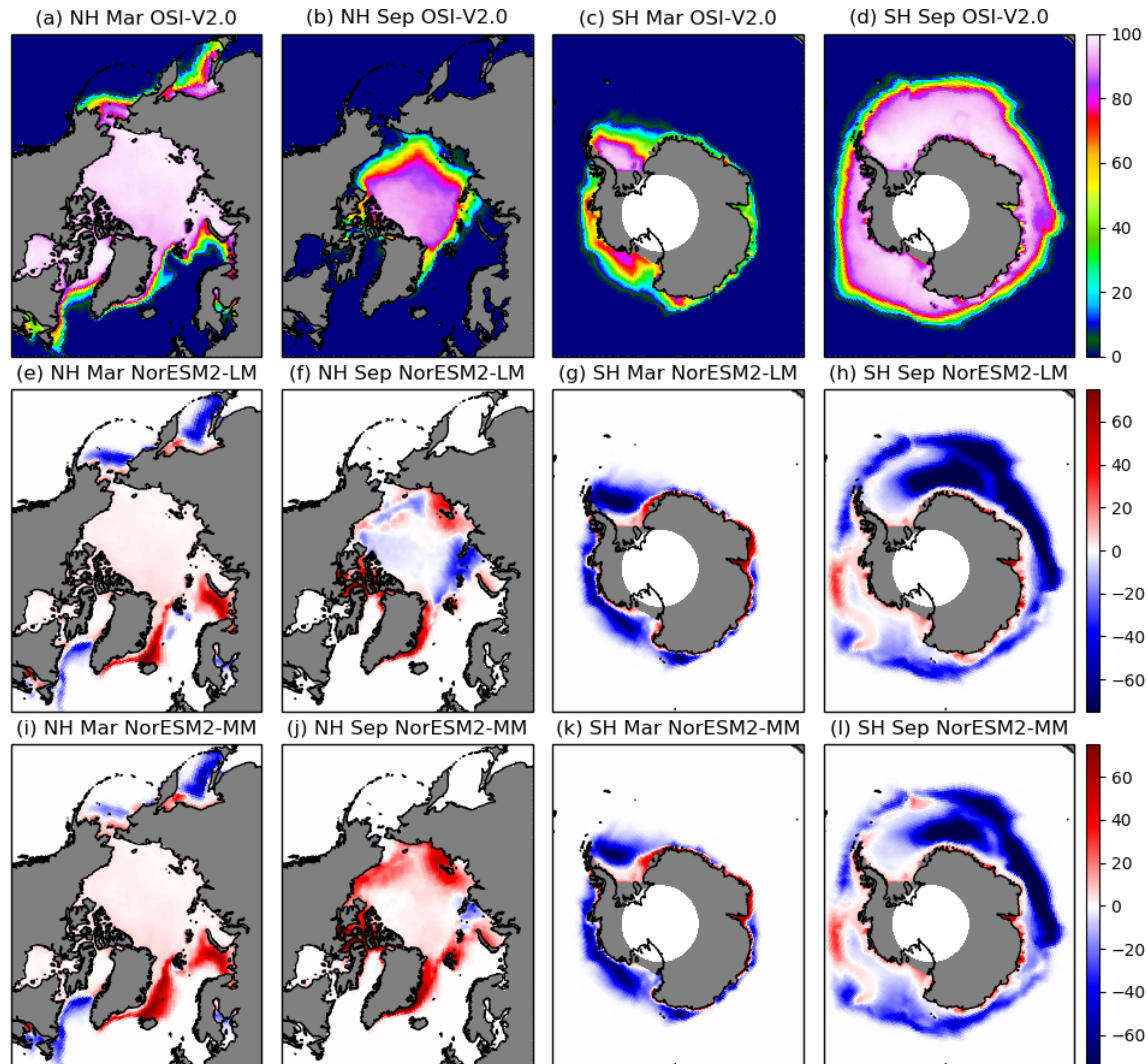 (a) NH Mar OSI-V2.0
(b) NH Sep OSI-V2.0
(c) SH Mar OSI-V2.0
(d) SH Sep OSI-V2.0
100
80
60
40
20
0
(e) NH Mar NorESM2-LM
(f) NH Sep NorESM2-LM
(g) SH Mar NorESM2-LM
(h) SH Sep NorESM2-LM
60
40
20
0
−20
−40
−60
(i) NH Mar NorESM2-MM
(j) NH Sep NorESM2-MM
(k) SH Mar NorESM2-MM
(l) SH Sep NorESM2-MM
60
40
20
0
−20
−40
−60